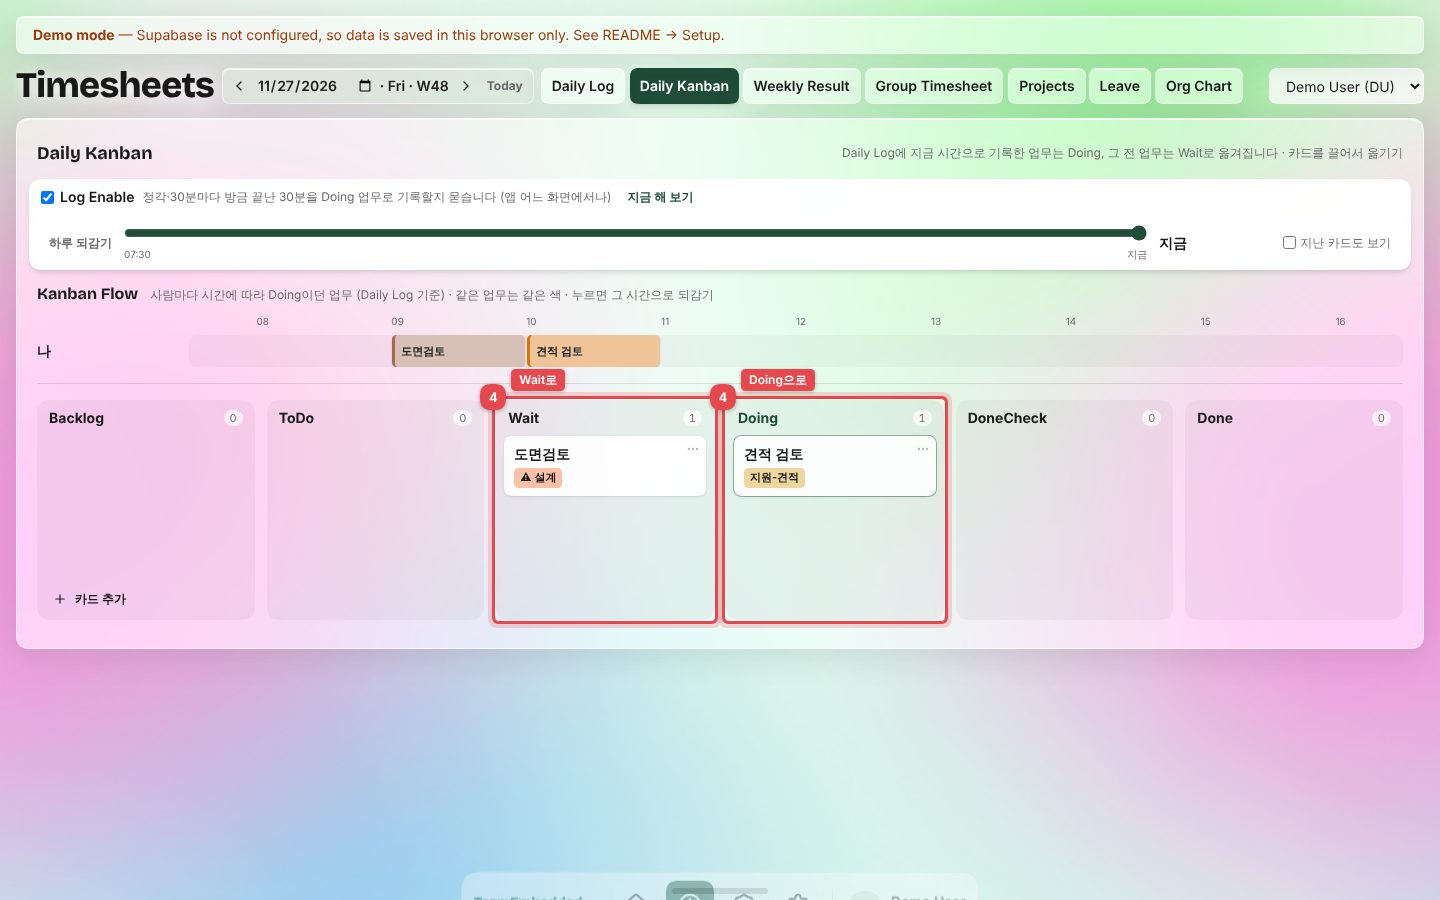 Demo mode — Supabase is not configured, so data is saved in this browser only. See README → Setup.
Timesheets
11/27/2026 · Fri · W48 Today
Daily Log
Daily Kanban
Weekly Result
Group Timesheet
Projects
Leave
Org Chart
Demo User (DU)
Daily Kanban
Daily Log에 지금 시간으로 기록한 업무는 Doing, 그 전 업무는 Wait로 옮겨집니다 · 카드를 끌어서 옮기기
Log Enable 정각·30분마다 방금 끝난 30분을 Doing 업무로 기록할지 묻습니다 (앱 어느 화면에서나) 지금 해 보기
하루 되감기
07:30
지금
지금
지난 카드도 보기
Kanban Flow 사람마다 시간에 따라 Doing이던 업무 (Daily Log 기준) · 같은 업무는 같은 색 · 누르면 그 시간으로 되감기
08 09 10 11 12 13 14 15 16
나
도면검토
견적 검토
4 Wait로
4 Doing으로
Backlog 0
ToDo 0
Wait 1
Doing 1
DoneCheck 0
Done 0
도면검토 ...
⚠ 설계
견적 검토 ...
지원-견적
+ 카드 추가